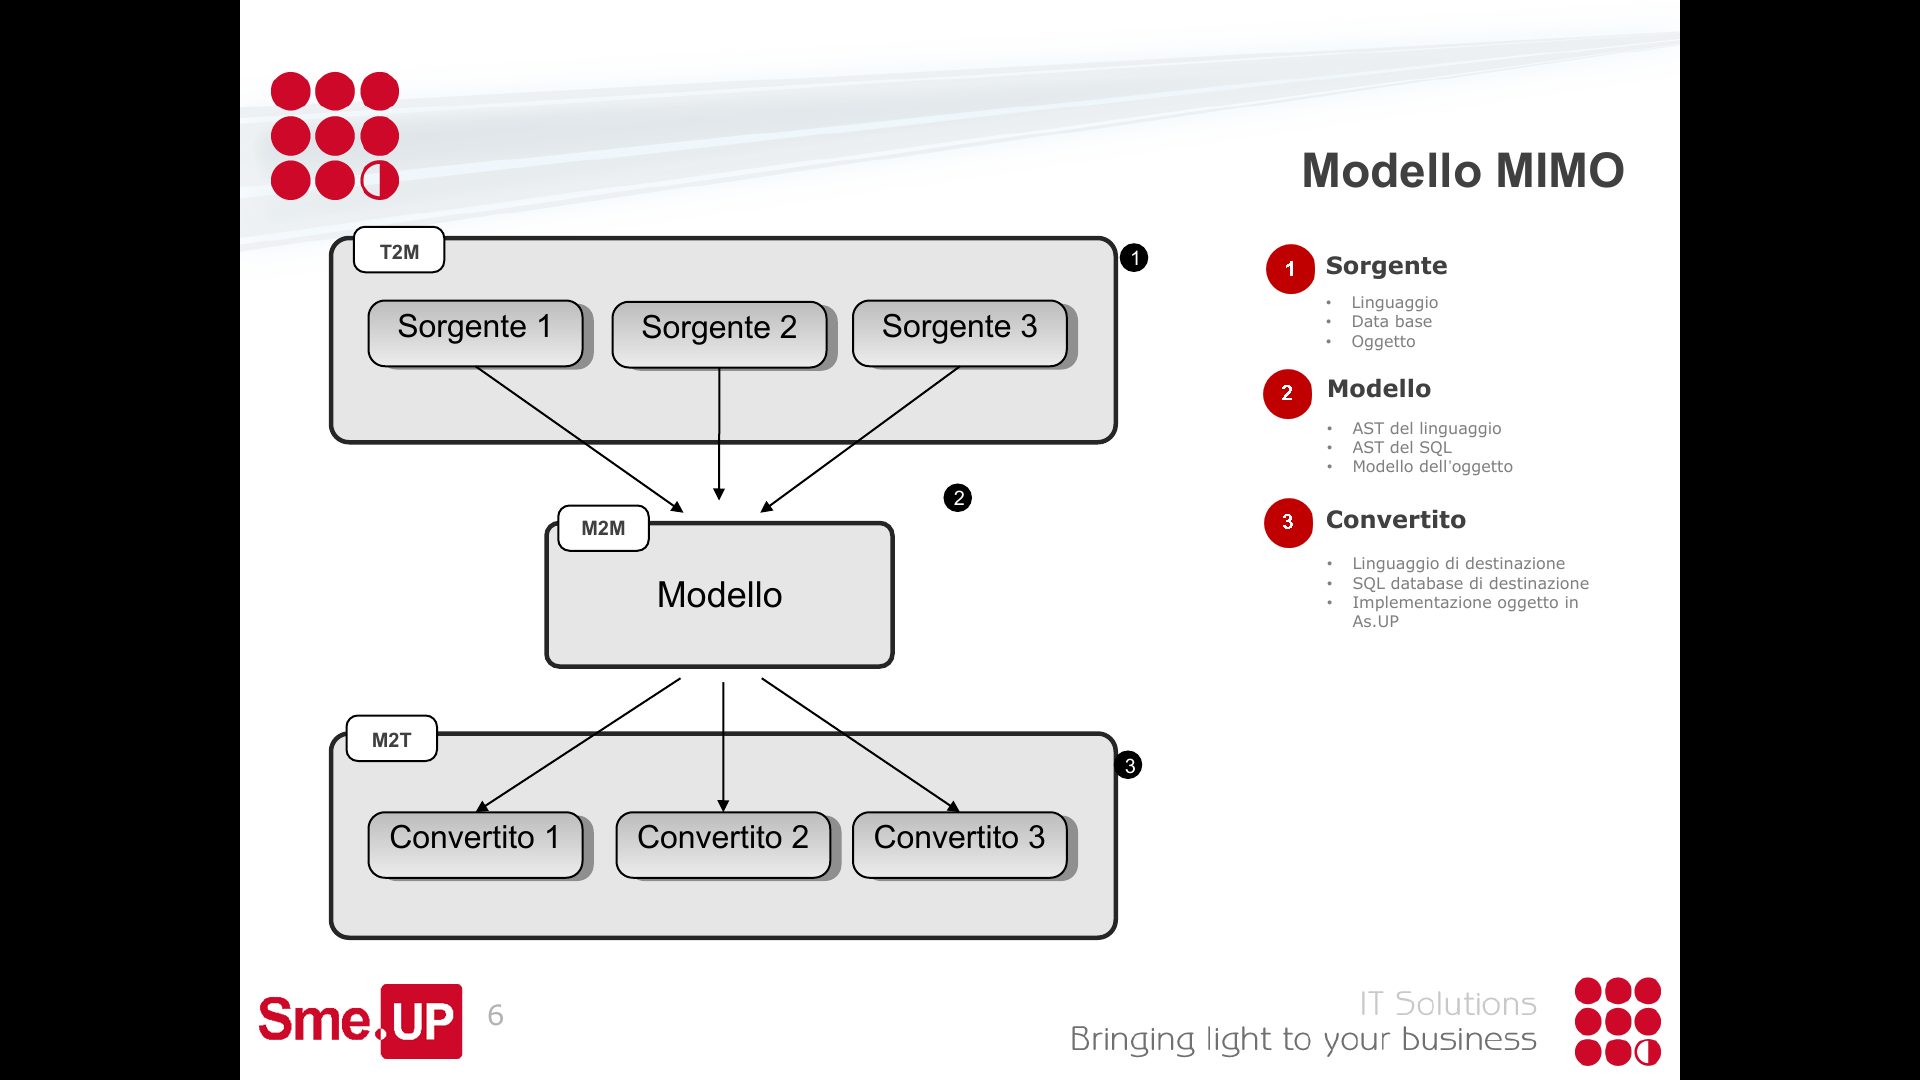 Modello MIMO
T2M
1
Sorgente 1
Sorgente 2
Sorgente 3
2
M2M
Modello
M2T
3
Convertito 1
Convertito 2
Convertito 3
1 Sorgente
• Linguaggio
• Data base
• Oggetto
2 Modello
• AST del linguaggio
• AST del SQL
• Modello dell'oggetto
3 Convertito
• Linguaggio di destinazione
• SQL database di destinazione
• Implementazione oggetto in
As.UP
Sme.UP
6
IT Solutions
Bringing light to your business